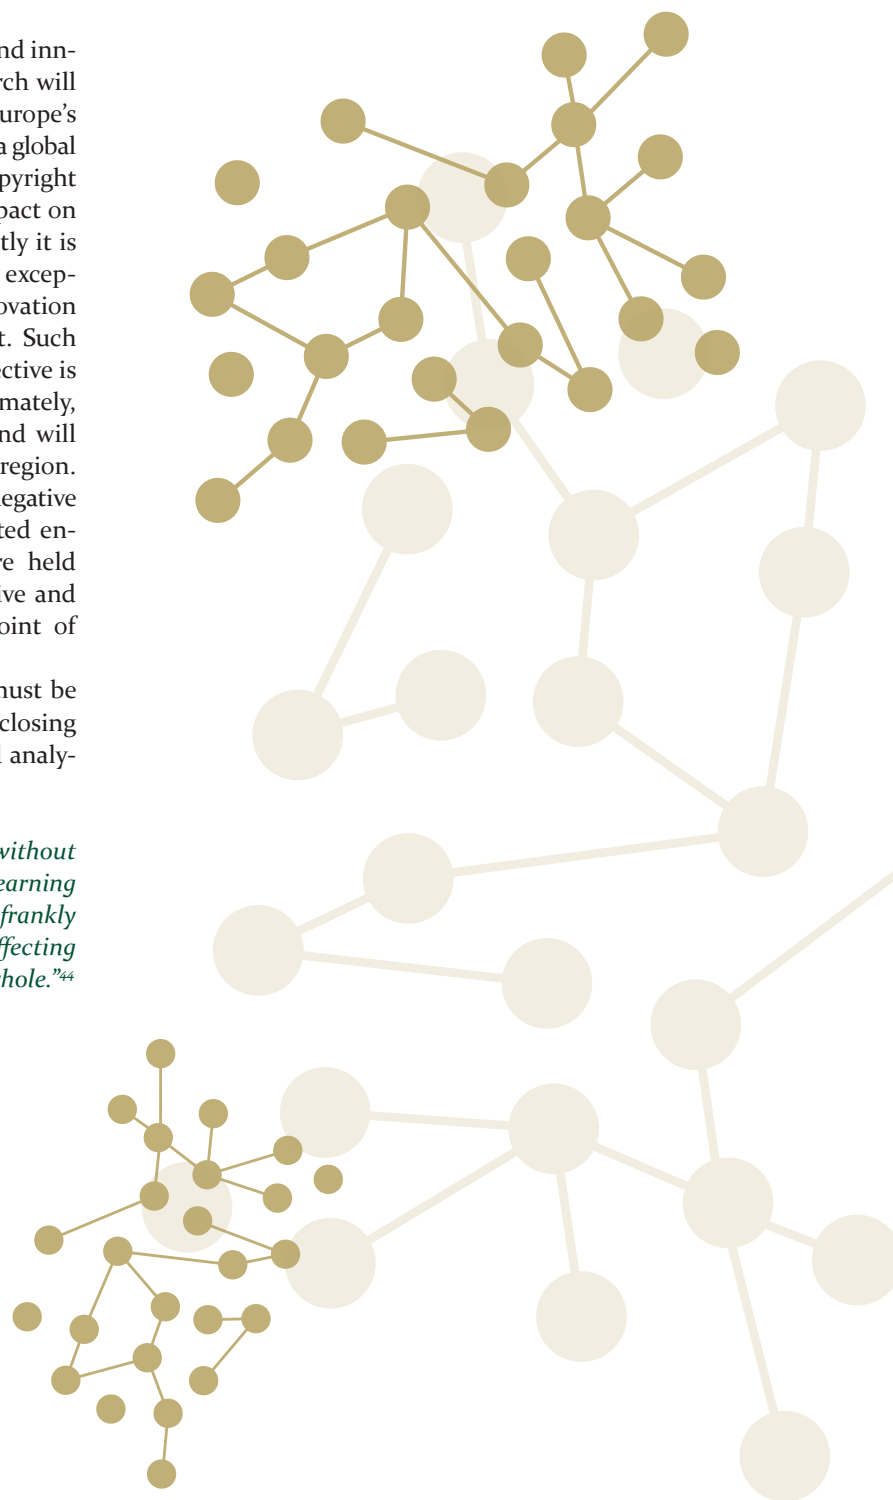 nd inn-
rch will
urope's
a global
pyright
pact on
tly it is
excep-
ovation
t. Such
ective is
mately,
nd will
region.
egative
ted en-
re held
ive and
oint of
nust be
closing
l analy-
without
earning
frankly
ffecting
whole."44